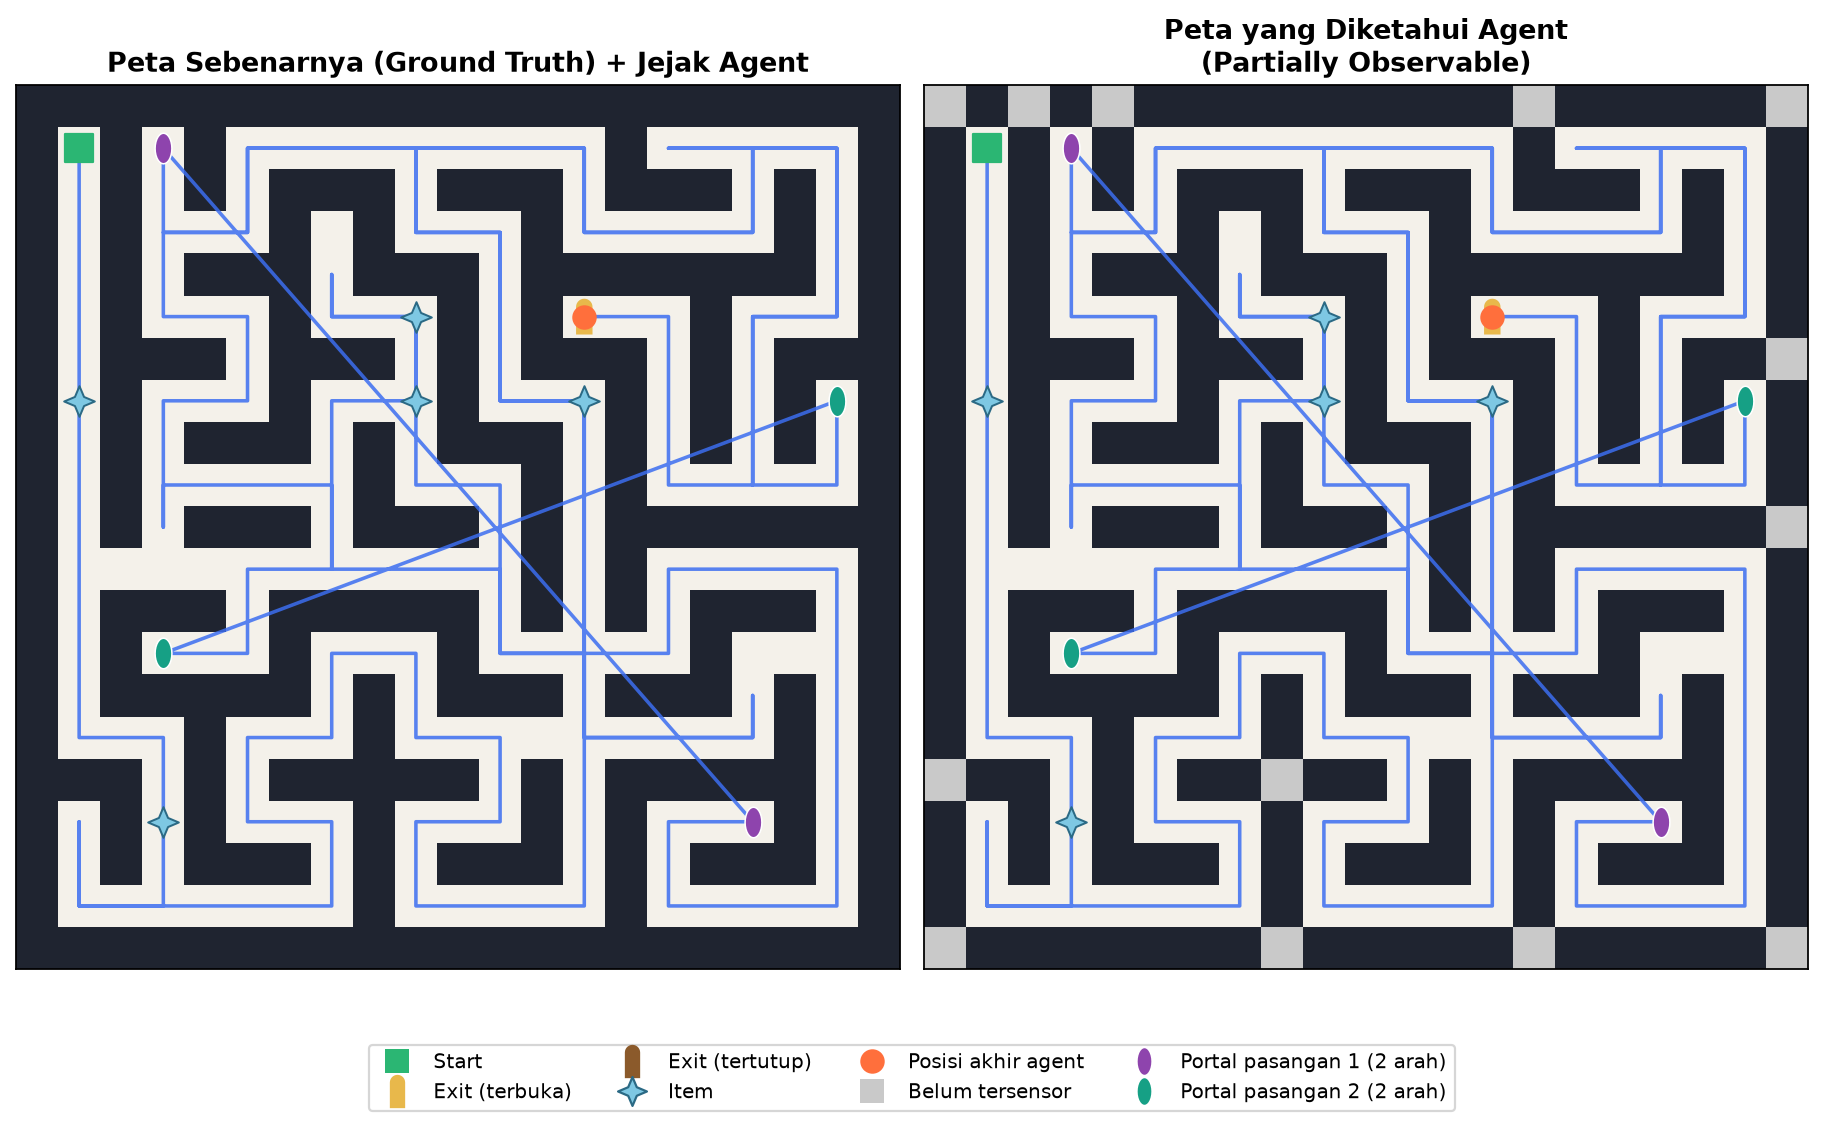 Peta Sebenarnya (Ground Truth) + Jejak Agent
Peta yang Diketahui Agent
(Partially Observable)
Start
Exit (terbuka)
Exit (tertutup)
Item
Posisi akhir agent
Belum tersensor
Portal pasangan 1 (2 arah)
Portal pasangan 2 (2 arah)